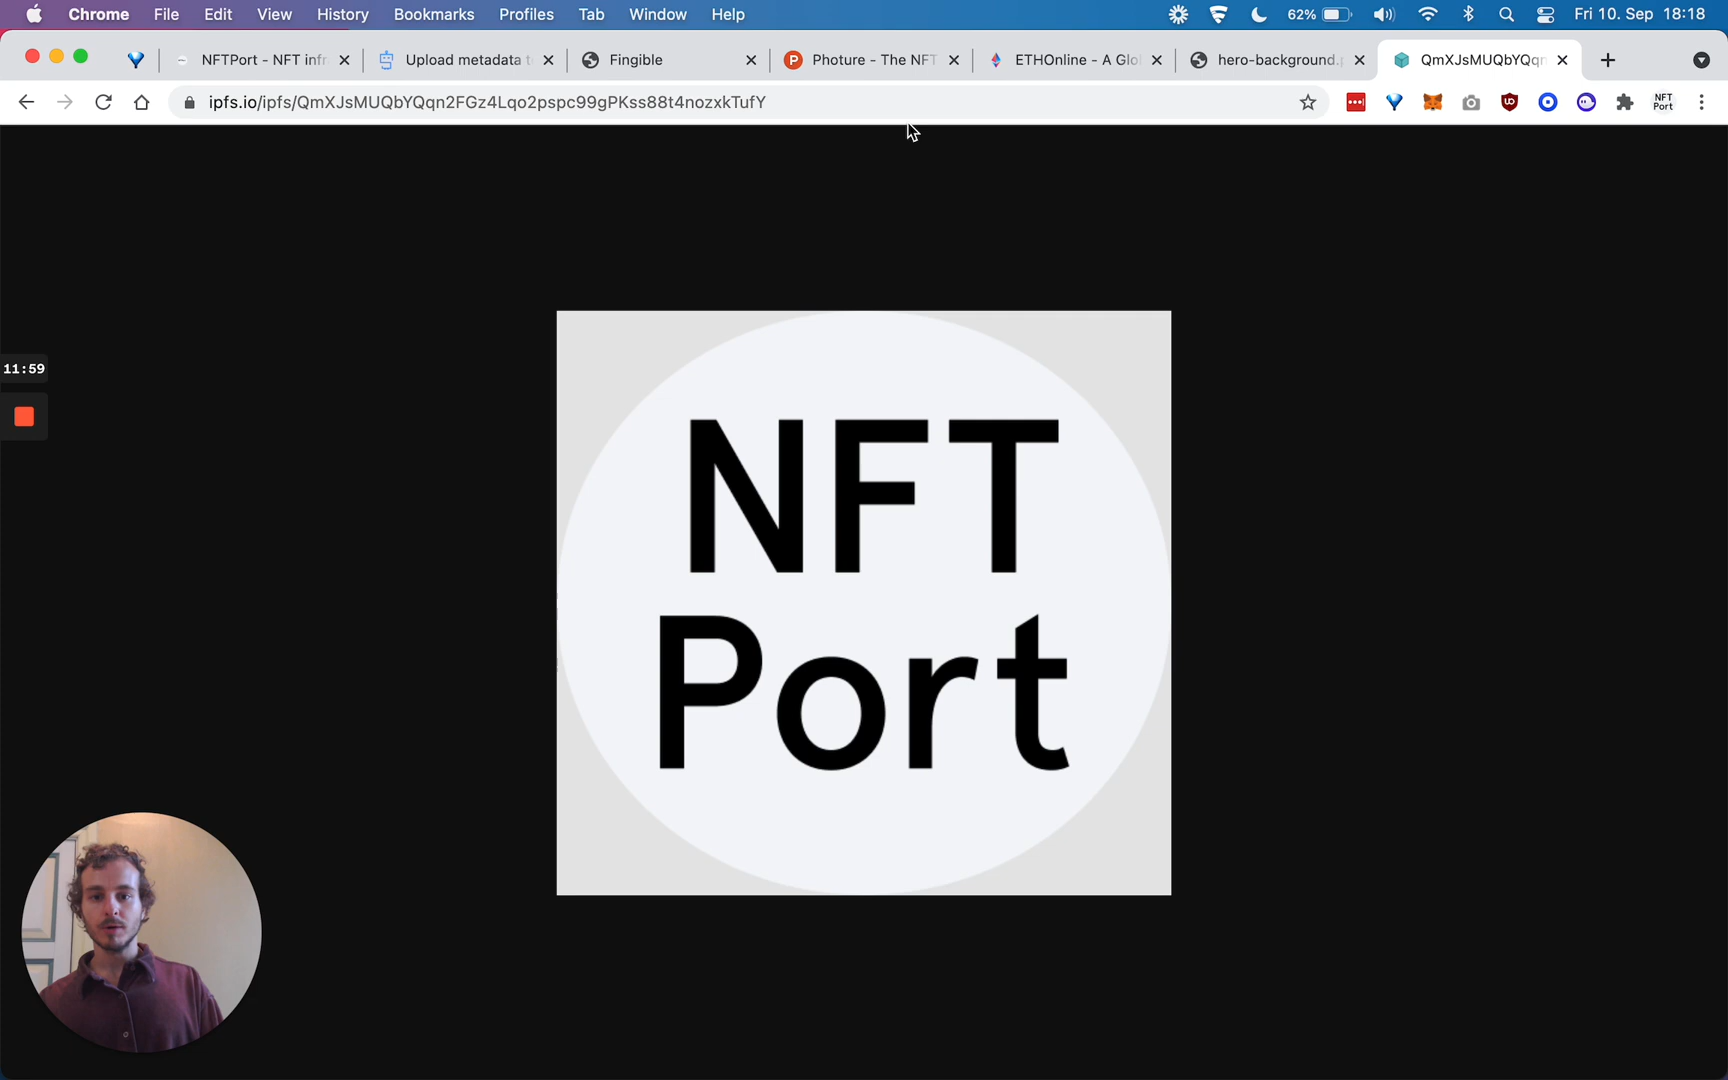 Chrome File Edit View History Bookmarks Profiles Tab Window Help 62% Fri 10. Sep 18:18
NFTPort - NFT infr Upload metadata t Fingible Photure - The NFT ETHOnline - A Glo hero-background.p QmXJsMUQbYQqn
ipfs.io/ipfs/QmXJsMUQbYQqn2FGz4Lqo2pspc99gPKss88t4nozxkTufY NFT Port
11:59
NFT
Port